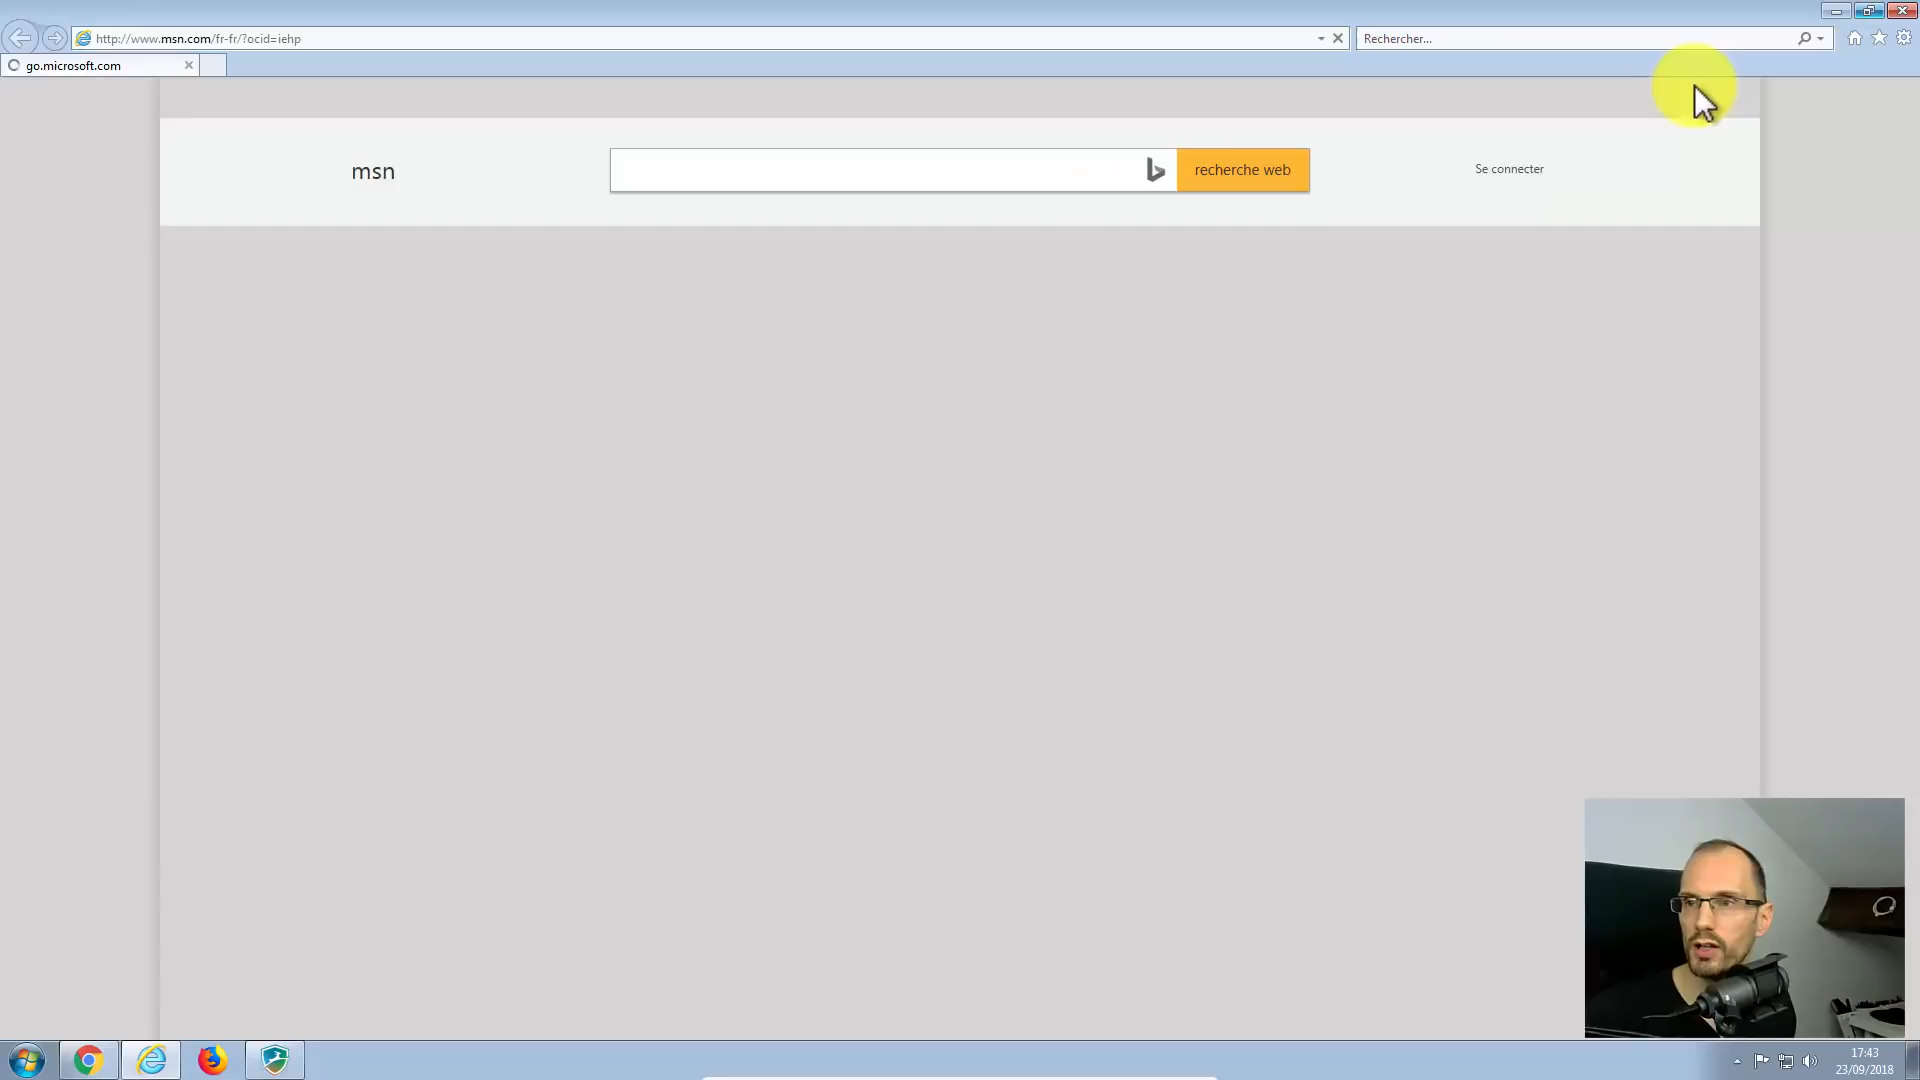 http://www.msn.com/fr-fr/?ocid=iehp
Rechercher...
go.microsoft.com
msn
recherche web
Se connecter
17:43
23/09/2018